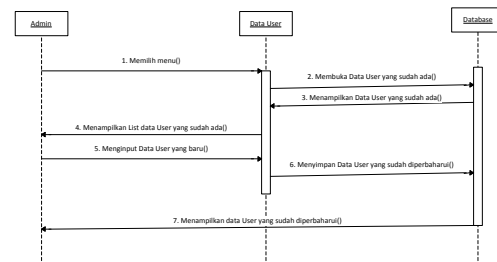 Admin
Data User
Database
1. Memilih menu()
2. Membuka Data User yang sudah ada()
3. Menampilkan Data User yang sudah ada()
4. Menampilkan List data User yang sudah ada()
5. Menginput Data User yang baru()
6. Menyimpan Data User yang sudah diperbaharui()
7. Menampilkan data User yang sudah diperbaharui()